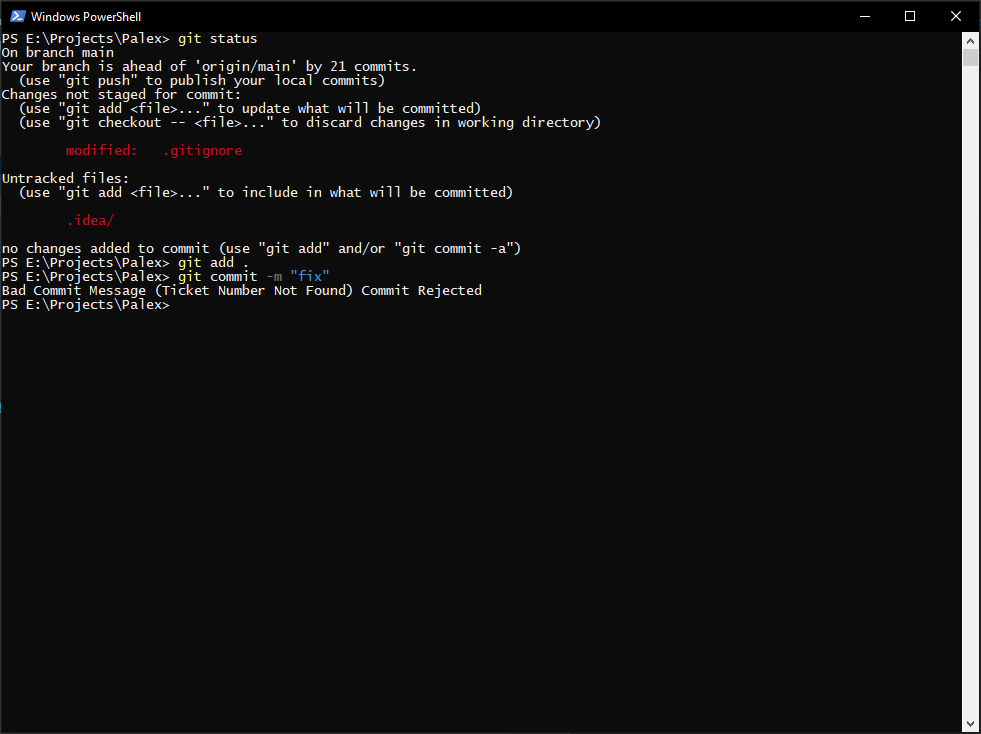 Windows PowerShell
PS E:\Projects\Palex> git status
On branch main
Your branch is ahead of 'origin/main' by 21 commits.
  (use "git push" to publish your local commits)
Changes not staged for commit:
  (use "git add <file>..." to update what will be committed)
  (use "git checkout -- <file>..." to discard changes in working directory)
        modified:   .gitignore
Untracked files:
  (use "git add <file>..." to include in what will be committed)
        .idea/
no changes added to commit (use "git add" and/or "git commit -a")
PS E:\Projects\Palex> git add .
PS E:\Projects\Palex> git commit -m "fix"
Bad Commit Message (Ticket Number Not Found) Commit Rejected
PS E:\Projects\Palex>